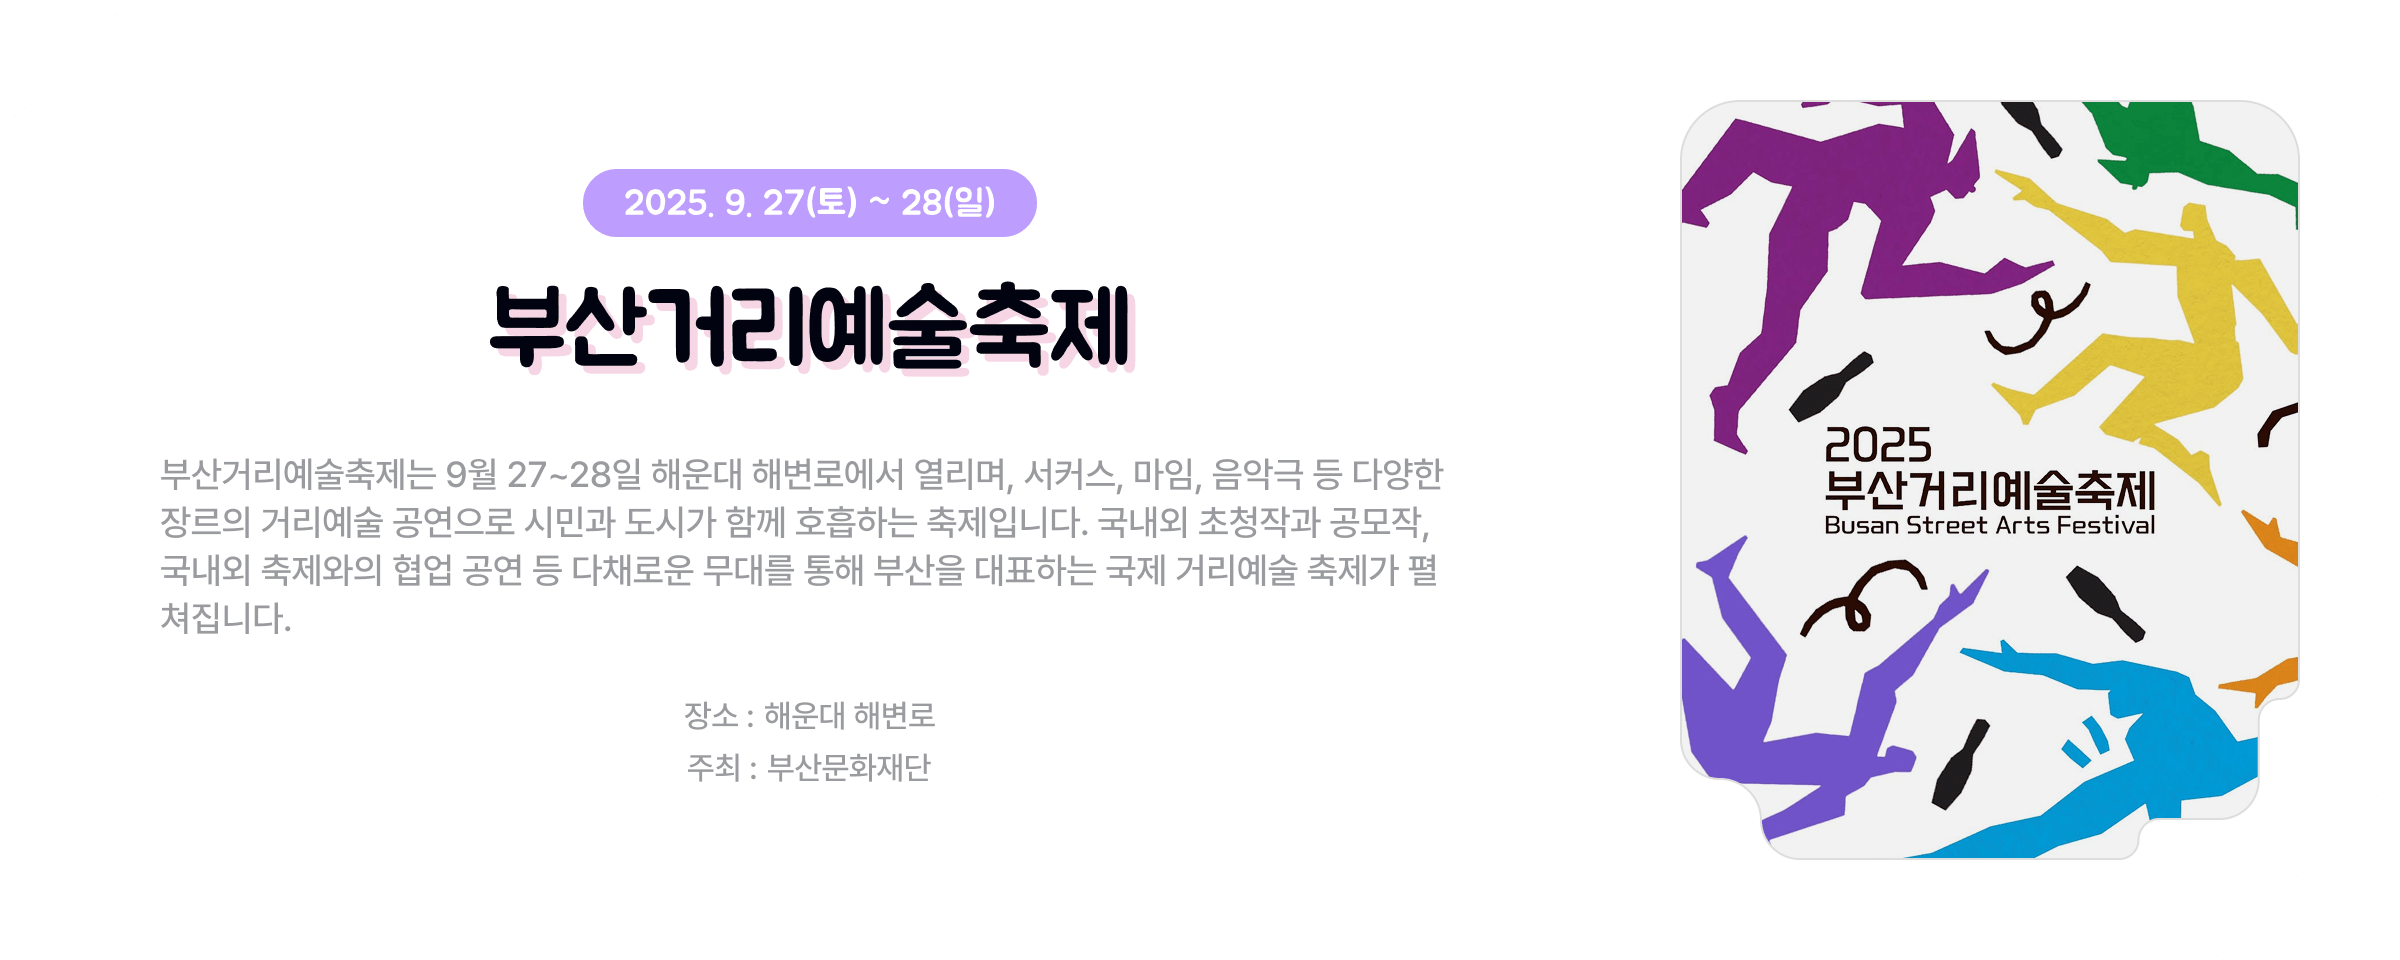 2025. 9. 27(토) ~ 28(일)
부산거리예술축제
부산거리예술축제는 9월 27~28일 해운대 해변로에서 열리며, 서커스, 마임, 음악극 등 다양한
장르의 거리예술 공연으로 시민과 도시가 함께 호흡하는 축제입니다. 국내외 초청작과 공모작,
국내외 축제와의 협업 공연 등 다채로운 무대를 통해 부산을 대표하는 국제 거리예술 축제가 펼
쳐집니다.
장소 : 해운대 해변로
주최 : 부산문화재단
2025
부산거리예술축제
Busan Street Arts Festival